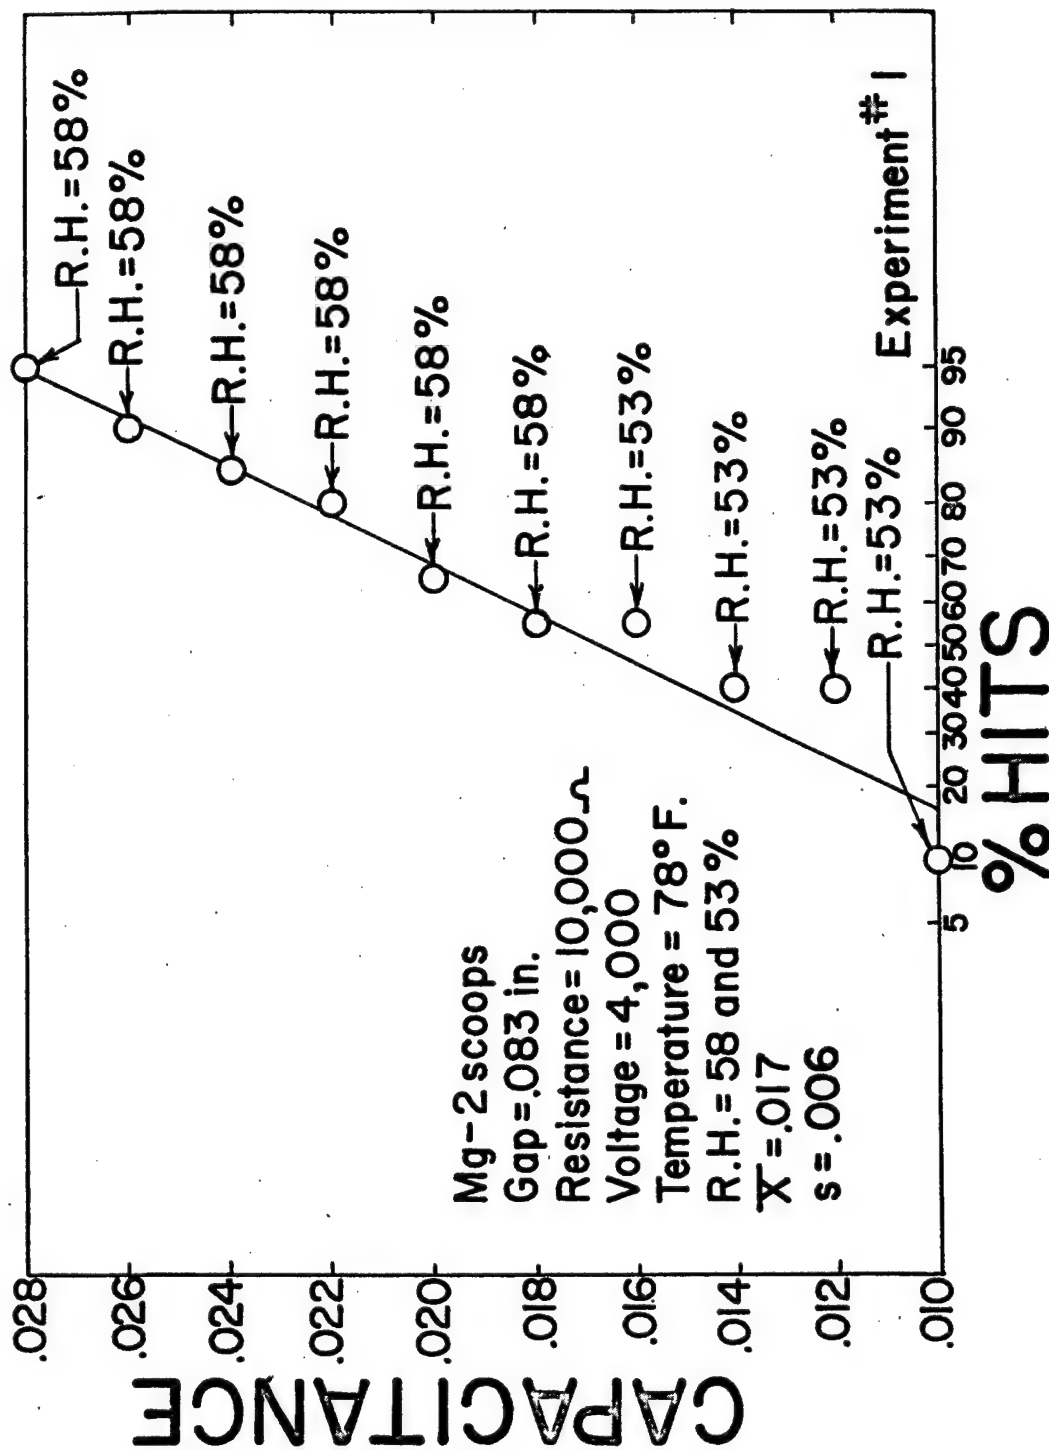 CAPACITANCE
.028
.026
.024
.022
.020
.018
.016
.014
.012
.010
Mg-2 scoops
Gap=.083 in.
Resistance=10,000Ω
Voltage=4,000
Temperature = 78°F.
R.H.= 58 and 53%
X̄=.017
s=.006
R.H.=58%
R.H.=58%
R.H.=58%
R.H.=58%
R.H.=58%
R.H.=58%
R.H.=53%
R.H.=53%
R.H.=53%
R.H.=53%
Experiment #1
5 10 20 30 40 50 60 70 80 90 95
% HITS